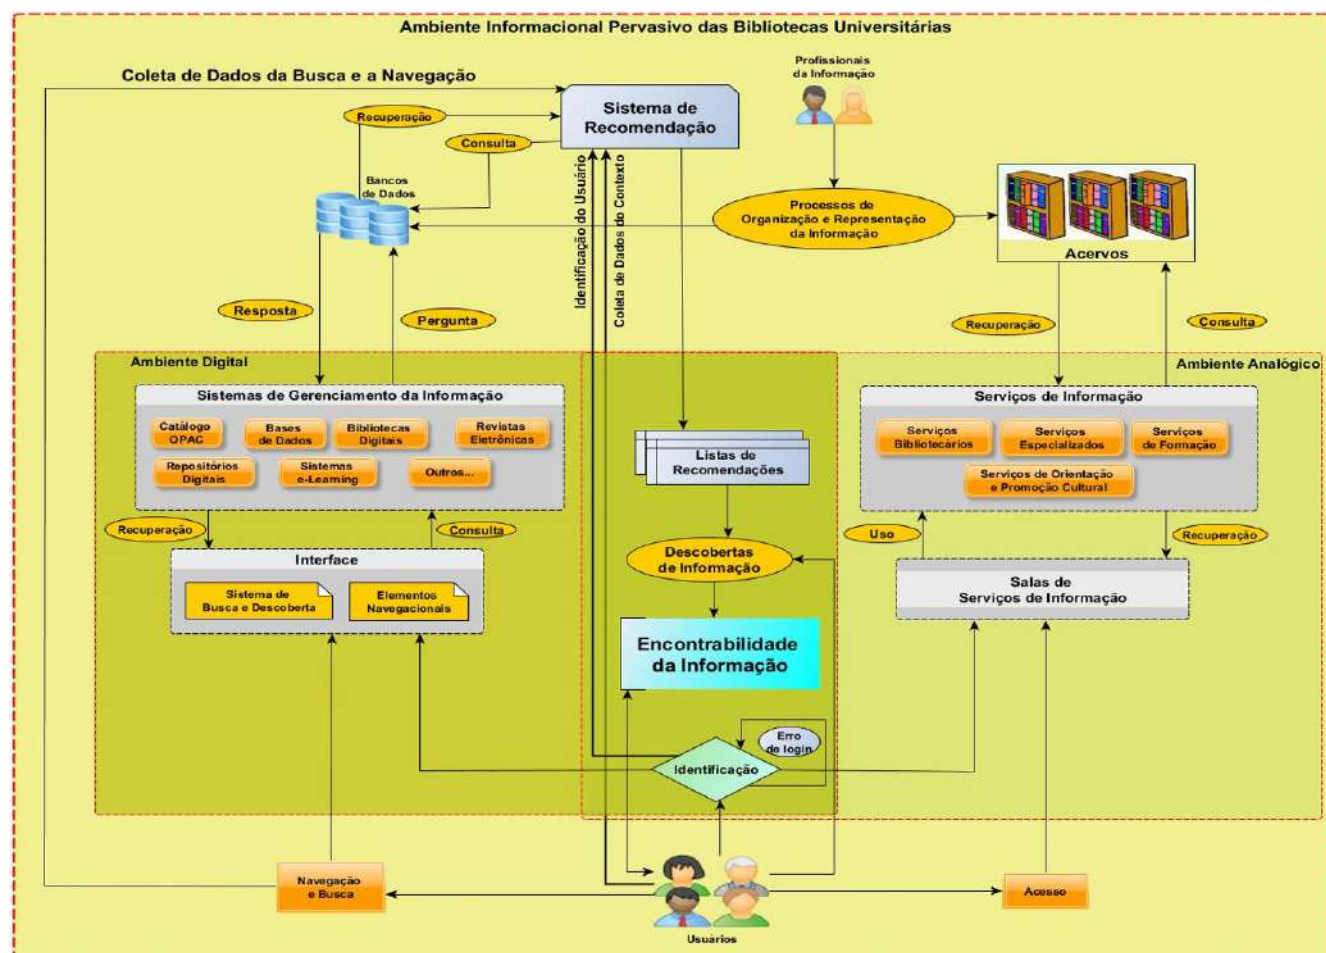 Ambiente Informacional Pervasivo das Bibliotecas Universitárias
Coleta de Dados da Busca e a Navegação
Profissionais
da Informação
Recuperação
Sistema de
Recomendação
Consulta
Bancos
de Dados
Identificação do Usuário
Coleta de Dados do Contexto
Processos de
Organização e Representação
da Informação
Acervos
Resposta
Pergunta
Recuperação
Consulta
Ambiente Digital
Ambiente Analógico
Sistemas de Gerenciamento da Informação
Catálogo
OPAC
Bases
de Dados
Bibliotecas
Digitais
Revistas
Eletrônicas
Repositórios
Digitais
Sistemas
e-Learning
Outros...
Serviços de Informação
Serviços
Bibliotecários
Serviços
Especializados
Serviços
de Formação
Serviços de Orientação
e Promoção Cultural
Listas de
Recomendações
Recuperação
Consulta
Uso
Recuperação
Interface
Sistema de
Busca e Descoberta
Elementos
Navegacionais
Descobertas
de Informação
Salas de
Serviços de Informação
Encontrabilidade
da Informação
Erro
de login
Identificação
Navegação
e Busca
Acesso
Usuários